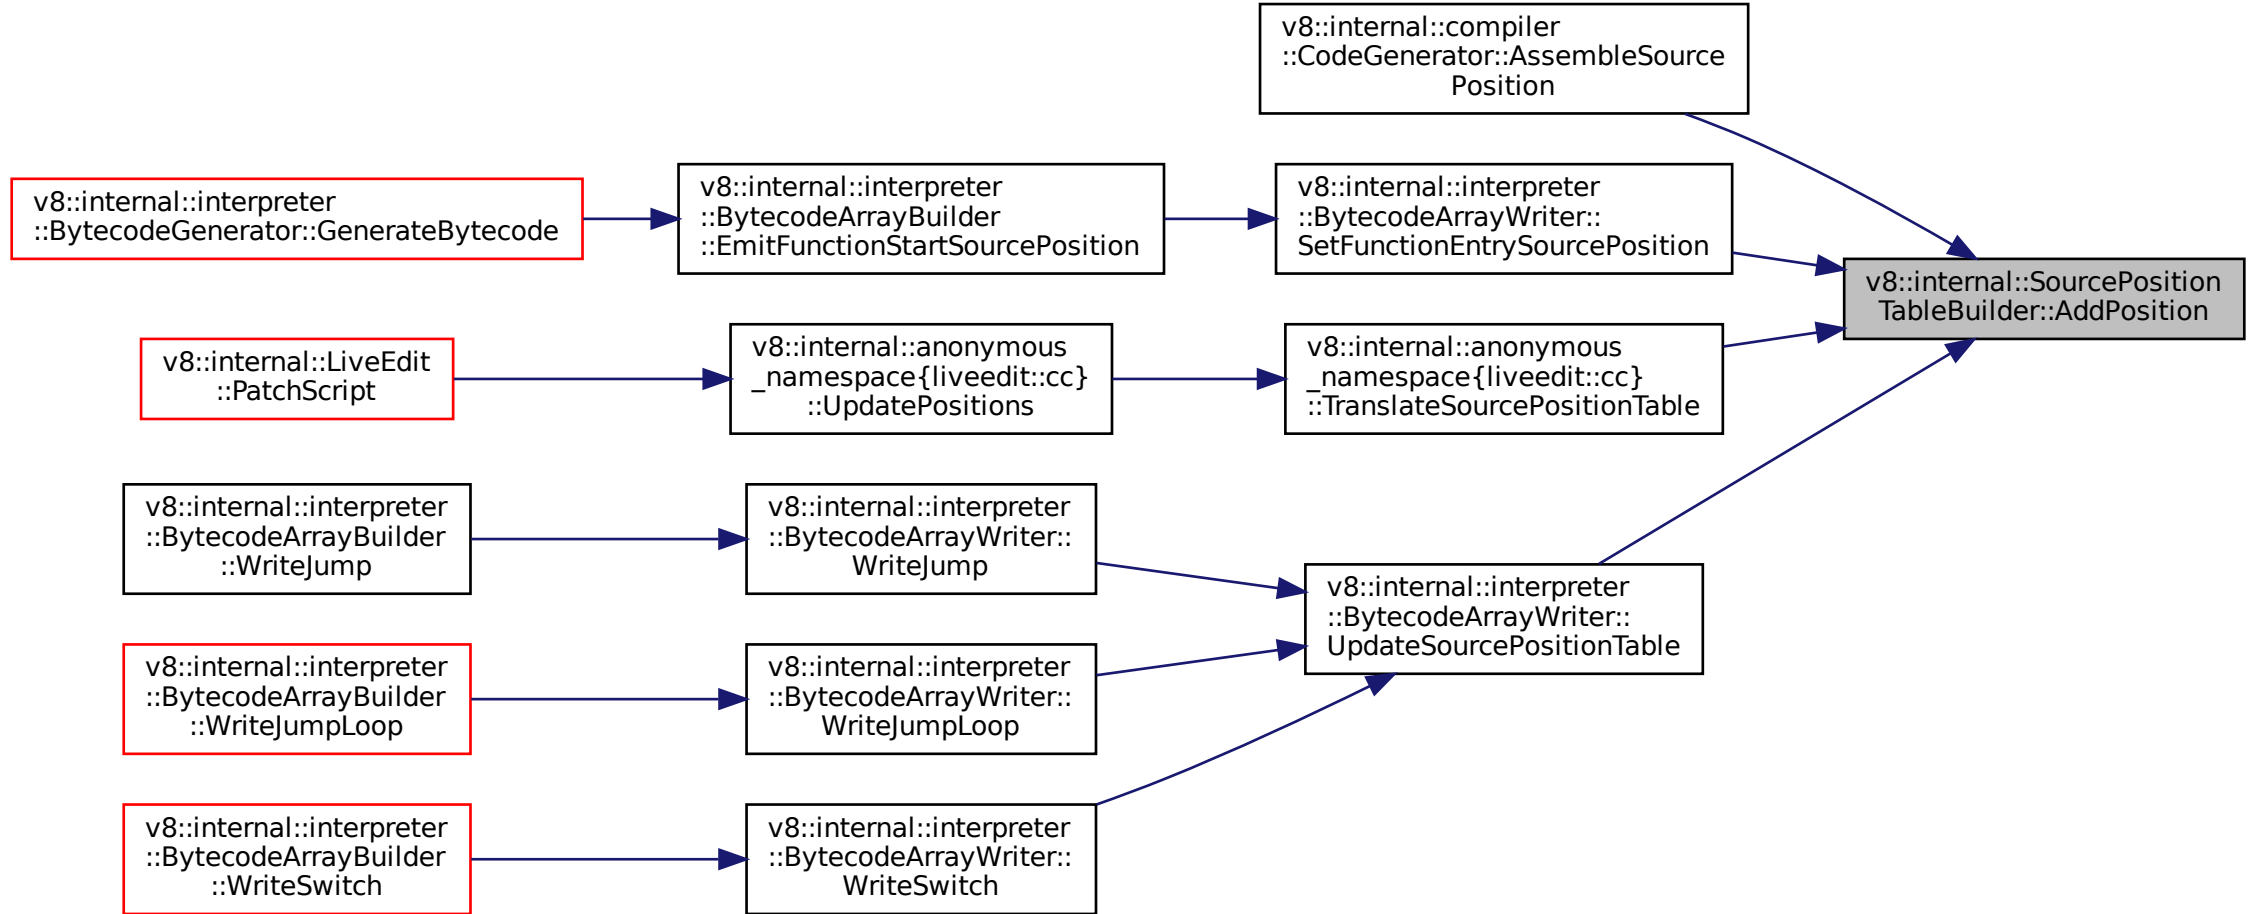 v8::internal::compiler
::CodeGenerator::AssembleSource
Position
v8::internal::interpreter
::BytecodeGenerator::GenerateBytecode
v8::internal::interpreter
::BytecodeArrayBuilder
::EmitFunctionStartSourcePosition
v8::internal::interpreter
::BytecodeArrayWriter::
SetFunctionEntrySourcePosition
v8::internal::SourcePosition
TableBuilder::AddPosition
v8::internal::LiveEdit
::PatchScript
v8::internal::anonymous
_namespace{liveedit::cc}
::UpdatePositions
v8::internal::anonymous
_namespace{liveedit::cc}
::TranslateSourcePositionTable
v8::internal::interpreter
::BytecodeArrayBuilder
::WriteJump
v8::internal::interpreter
::BytecodeArrayWriter::
WriteJump
v8::internal::interpreter
::BytecodeArrayWriter::
UpdateSourcePositionTable
v8::internal::interpreter
::BytecodeArrayBuilder
::WriteJumpLoop
v8::internal::interpreter
::BytecodeArrayWriter::
WriteJumpLoop
v8::internal::interpreter
::BytecodeArrayBuilder
::WriteSwitch
v8::internal::interpreter
::BytecodeArrayWriter::
WriteSwitch